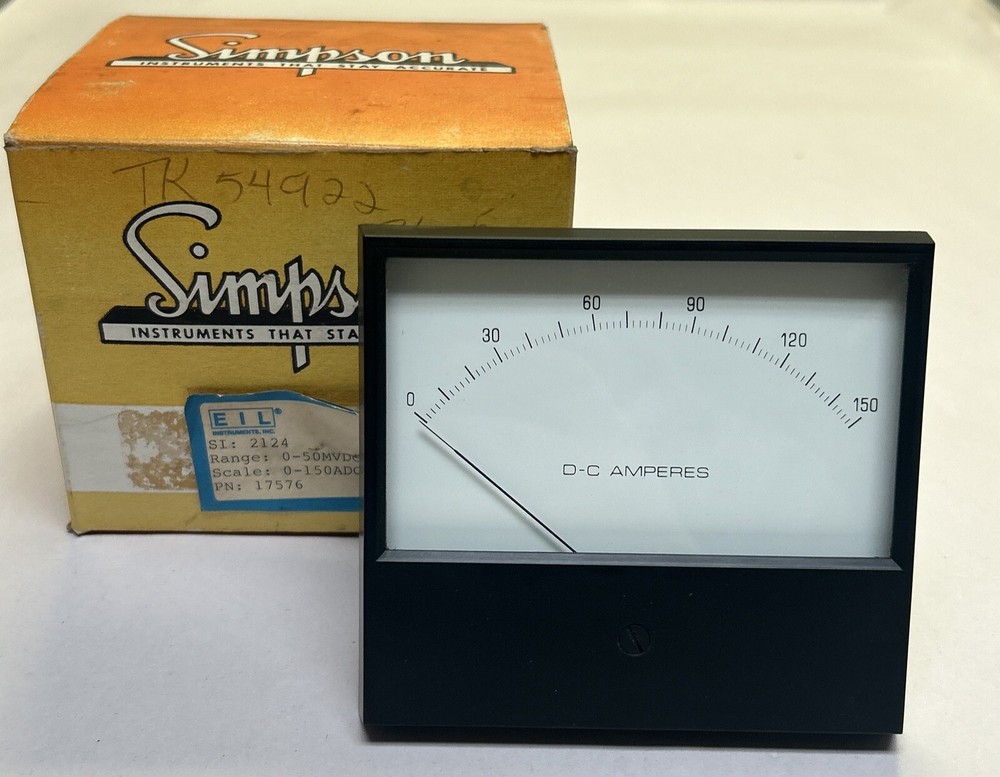 Simpson
INSTRUMENTS THAT STAY ACCURATE
TK 54922
Simps
INSTRUMENTS THAT STA
EIL®
INSTRUMENTS, INC.
SI: 2124
Range: 0-50MVDC
Scale: 0-150ADC
PN: 17576
0 30 60 90 120 150
D-C AMPERES